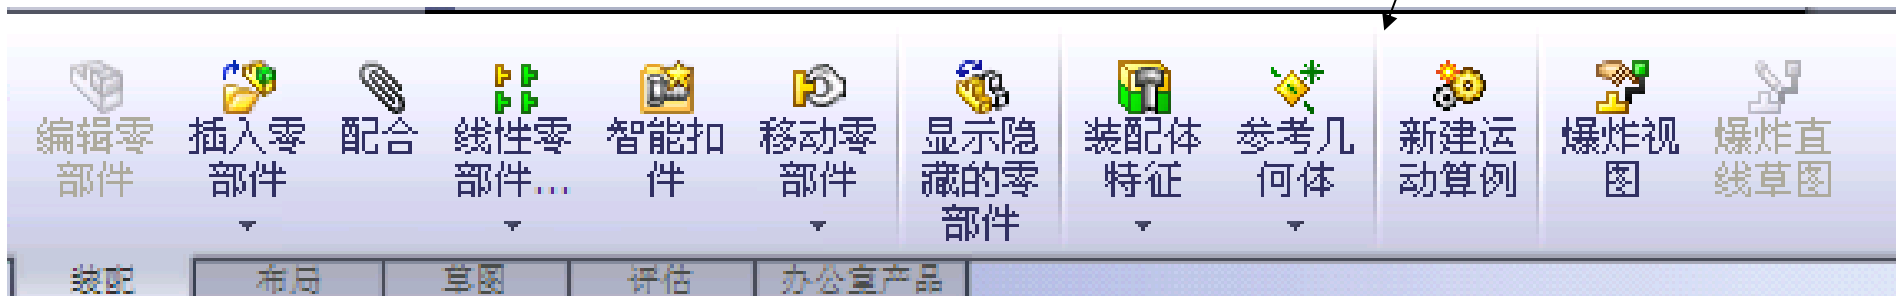 编辑零
部件
插入零
部件
配合
线性零
部件...
智能扣
件
移动零
部件
显示隐
藏的零
部件
装配体
特征
参考几
何体
新建运
动算例
爆炸视
图
爆炸直
线草图
装配 布局 草图 评估 办公室产品